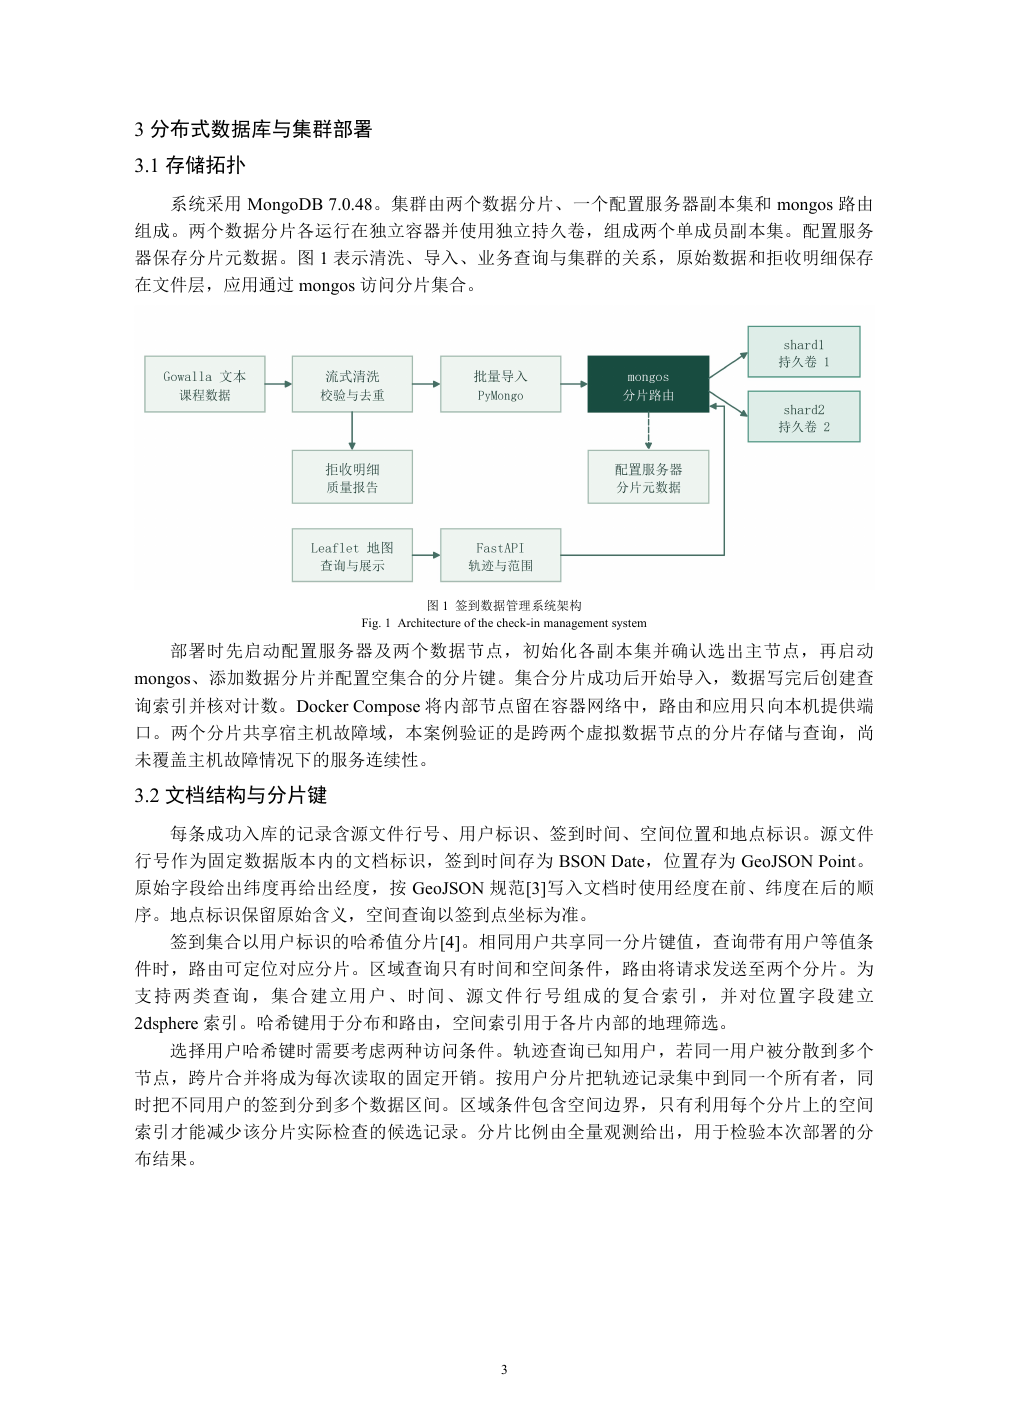 3 分布式数据库与集群部署
3.1 存储拓扑
系统采用 MongoDB 7.0.48。集群由两个数据分片、一个配置服务器副本集和 mongos 路由
组成。两个数据分片各运行在独立容器并使用独立持久卷，组成两个单成员副本集。配置服务
器保存分片元数据。图 1 表示清洗、导入、业务查询与集群的关系，原始数据和拒收明细保存
在文件层，应用通过 mongos 访问分片集合。
shard1
持久卷 1
Gowalla 文本
课程数据
流式清洗
校验与去重
批量导入
PyMongo
mongos
分片路由
shard2
持久卷 2
拒收明细
质量报告
配置服务器
分片元数据
Leaflet 地图
查询与展示
FastAPI
轨迹与范围
图 1 签到数据管理系统架构
Fig. 1 Architecture of the check-in management system
部署时先启动配置服务器及两个数据节点，初始化各副本集并确认选出主节点，再启动
mongos、添加数据分片并配置空集合的分片键。集合分片成功后开始导入，数据写完后创建查
询索引并核对计数。Docker Compose 将内部节点留在容器网络中，路由和应用只向本机提供端
口。两个分片共享宿主机故障域，本案例验证的是跨两个虚拟数据节点的分片存储与查询，尚
未覆盖主机故障情况下的服务连续性。
3.2 文档结构与分片键
每条成功入库的记录含源文件行号、用户标识、签到时间、空间位置和地点标识。源文件
行号作为固定数据版本内的文档标识，签到时间存为 BSON Date，位置存为 GeoJSON Point。
原始字段给出纬度再给出经度，按 GeoJSON 规范[3]写入文档时使用经度在前、纬度在后的顺
序。地点标识保留原始含义，空间查询以签到点坐标为准。
签到集合以用户标识的哈希值分片[4]。相同用户共享同一分片键值，查询带有用户等值条
件时，路由可定位对应分片。区域查询只有时间和空间条件，路由将请求发送至两个分片。为
支持两类查询，集合建立用户、时间、源文件行号组成的复合索引，并对位置字段建立
2dsphere 索引。哈希键用于分布和路由，空间索引用于各片内部的地理筛选。
选择用户哈希键时需要考虑两种访问条件。轨迹查询已知用户，若同一用户被分散到多个
节点，跨片合并将成为每次读取的固定开销。按用户分片把轨迹记录集中到同一个所有者，同
时把不同用户的签到分到多个数据区间。区域条件包含空间边界，只有利用每个分片上的空间
索引才能减少该分片实际检查的候选记录。分片比例由全量观测给出，用于检验本次部署的分
布结果。
3